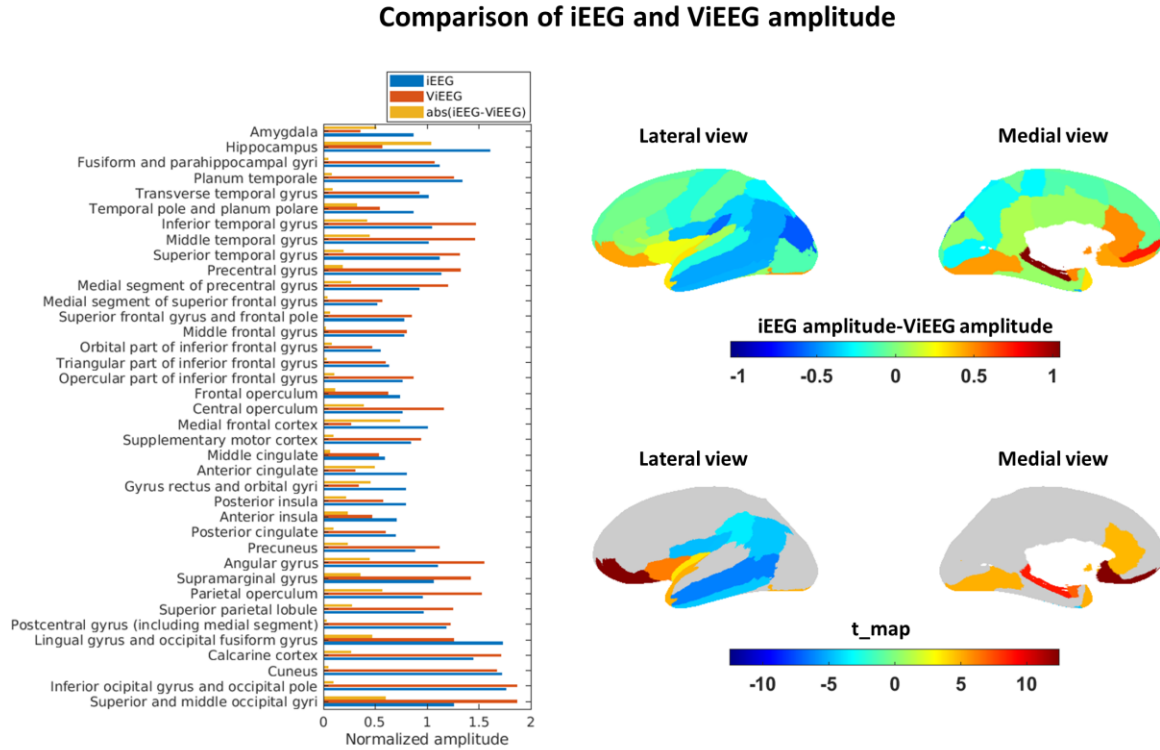 Comparison of iEEG and ViEEG amplitude
iEEG
ViEEG
abs(iEEG-ViEEG)
Amygdala
Hippocampus
Fusiform and parahippocampal gyri
Planum temporale
Transverse temporal gyrus
Temporal pole and planum polare
Inferior temporal gyrus
Middle temporal gyrus
Superior temporal gyrus
Precentral gyrus
Medial segment of precentral gyrus
Medial segment of superior frontal gyrus
Superior frontal gyrus and frontal pole
Middle frontal gyrus
Orbital part of inferior frontal gyrus
Triangular part of inferior frontal gyrus
Opercular part of inferior frontal gyrus
Frontal operculum
Central operculum
Medial frontal cortex
Supplementary motor cortex
Middle cingulate
Anterior cingulate
Gyrus rectus and orbital gyri
Posterior insula
Anterior insula
Posterior cingulate
Precuneus
Angular gyrus
Supramarginal gyrus
Parietal operculum
Superior parietal lobule
Postcentral gyrus (including medial segment)
Lingual gyrus and occipital fusiform gyrus
Calcarine cortex
Cuneus
Inferior ocipital gyrus and occipital pole
Superior and middle occipital gyri
0 0.5 1 1.5 2
Normalized amplitude
Lateral view Medial view
iEEG amplitude-ViEEG amplitude
-1 -0.5 0 0.5 1
Lateral view Medial view
t_map
-10 -5 0 5 10